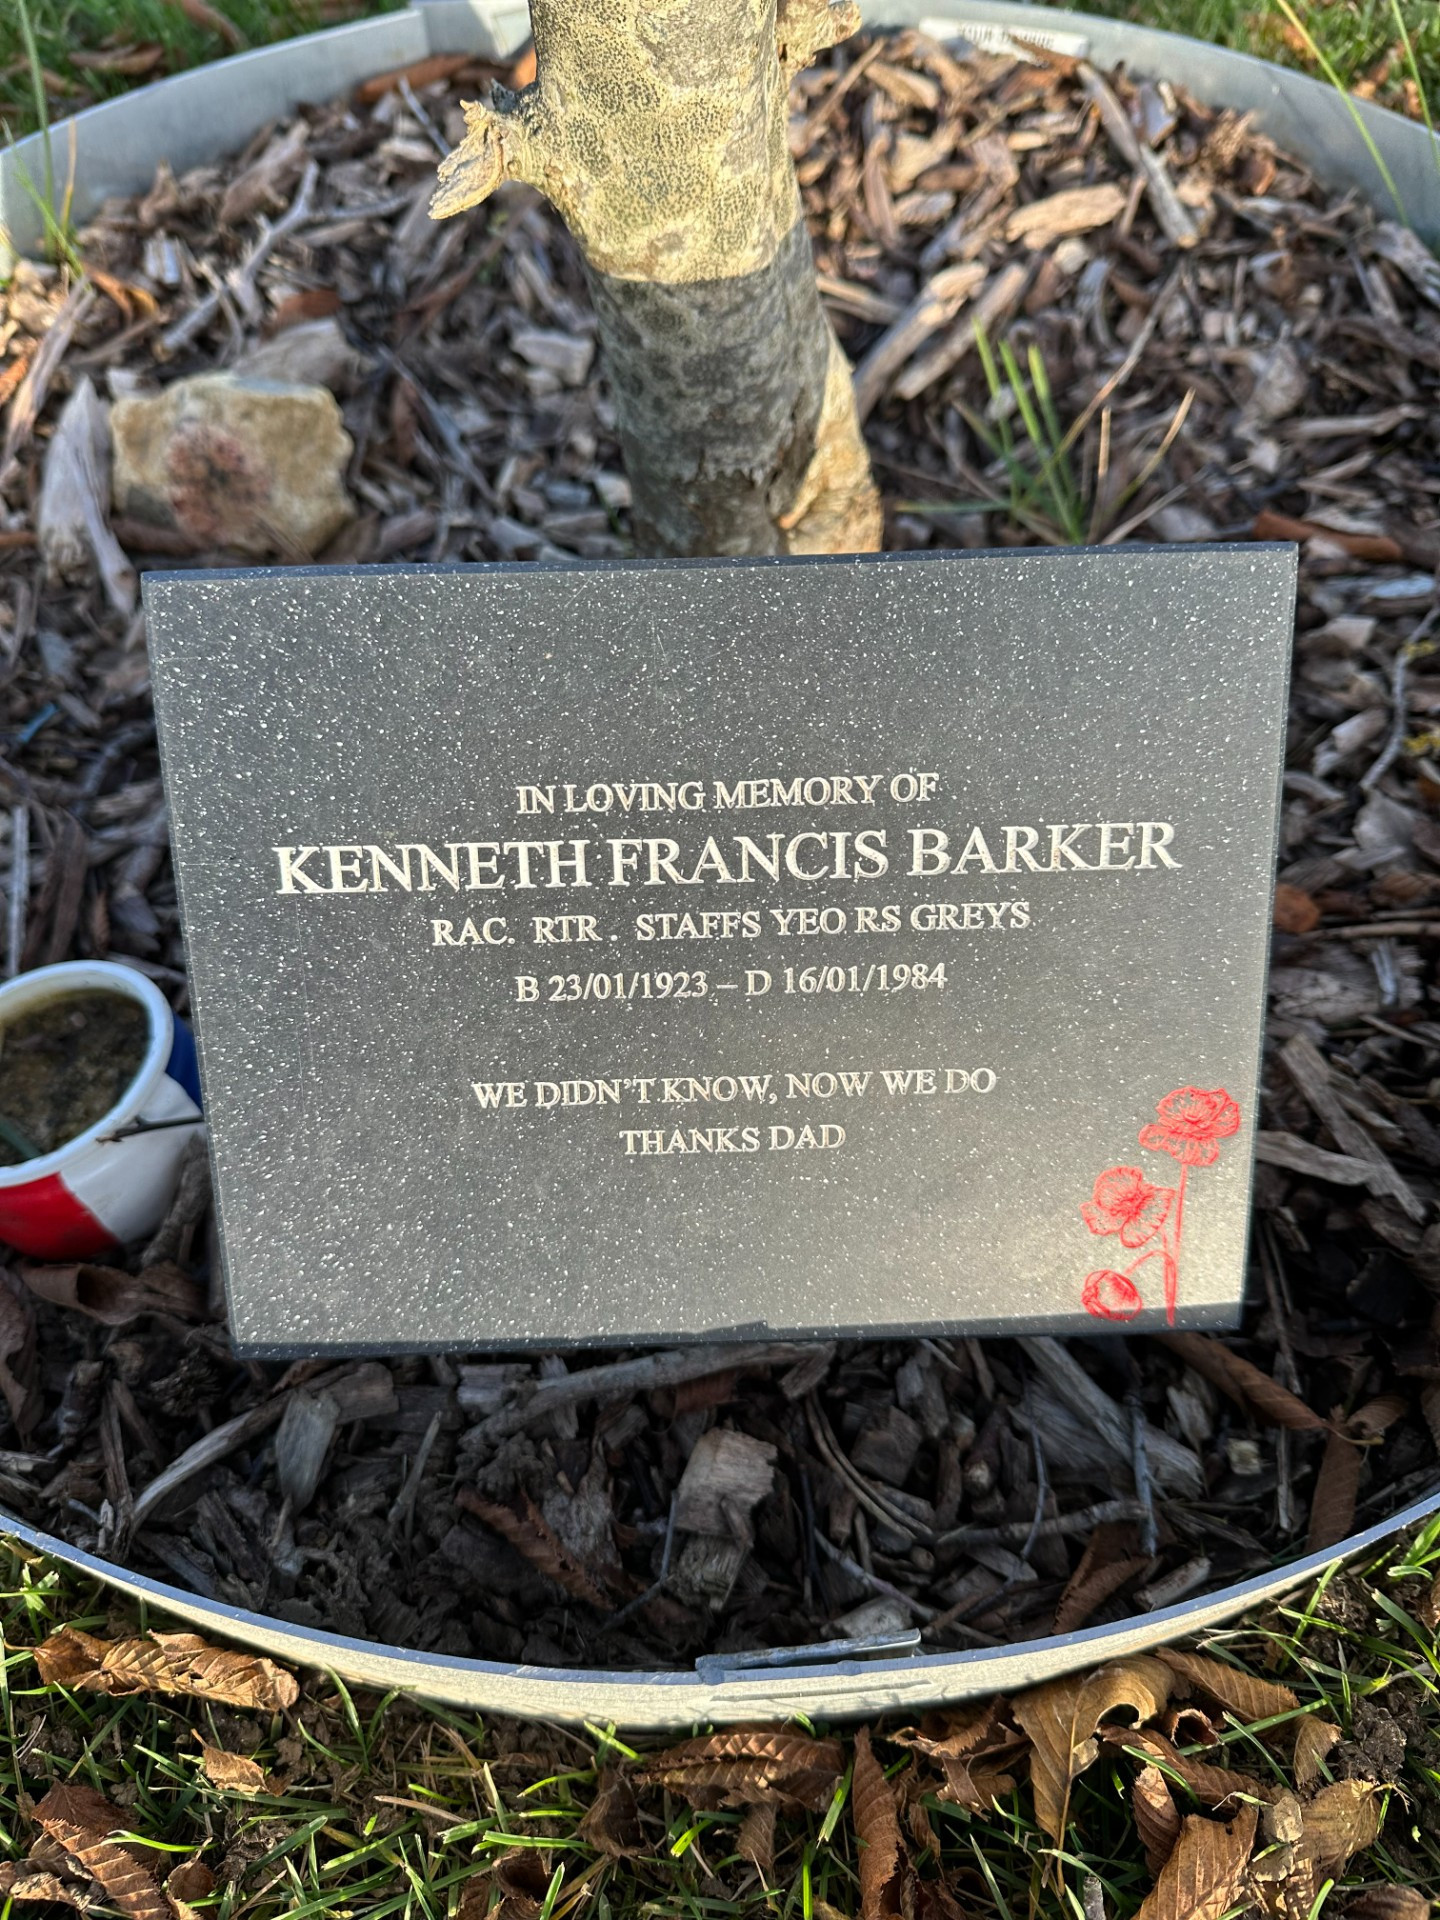 IN LOVING MEMORY OF
KENNETH FRANCIS BARKER
RAC. RTR. STAFFS YEO RS GREYS
B 23/01/1923 – D 16/01/1984
WE DIDN'T KNOW, NOW WE DO
THANKS DAD